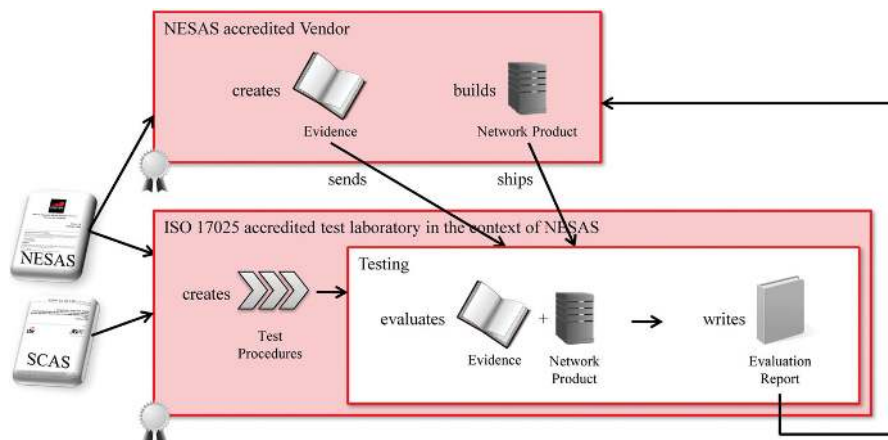 NESAS accredited Vendor
creates
Evidence
builds
Network Product
sends
ships
NESAS
SCAS
ISO 17025 accredited test laboratory in the context of NESAS
creates
Test
Procedures
Testing
evaluates
Evidence
+
Network
Product
writes
Evaluation
Report